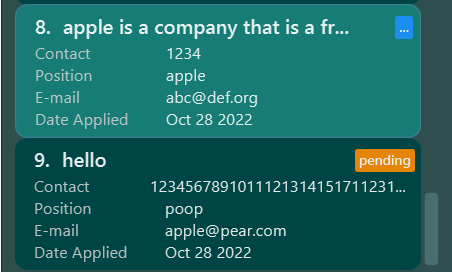 8. apple is a company that is a fr... ...
Contact 1234
Position apple
E-mail abc@def.org
Date Applied Oct 28 2022
9. hello pending
Contact 1234567891011121314151711231...
Position poop
E-mail apple@pear.com
Date Applied Oct 28 2022